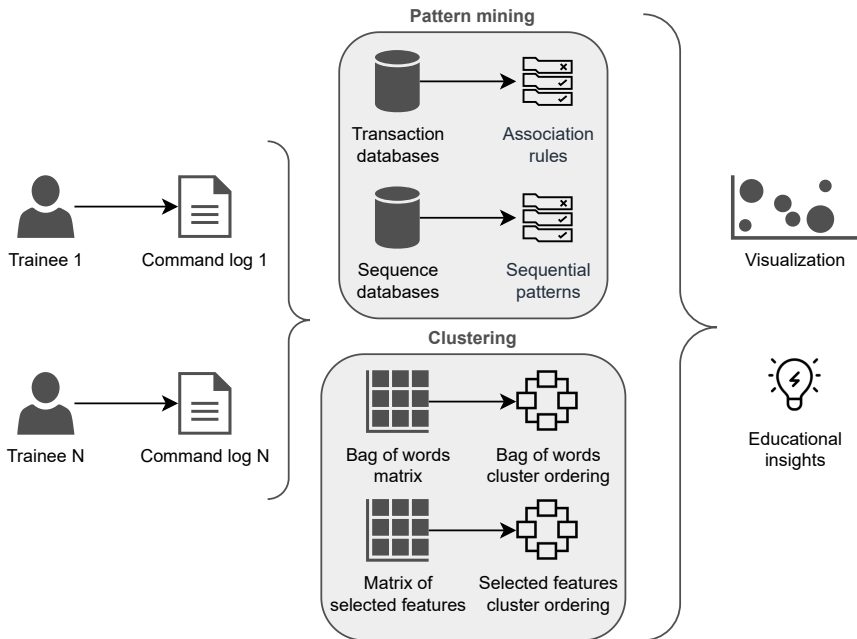 Pattern mining
Transaction
databases
Association
rules
Trainee 1
Command log 1
Sequence
databases
Sequential
patterns
Visualization
Clustering
Trainee N
Command log N
Bag of words
matrix
Bag of words
cluster ordering
Educational
insights
Matrix of
selected features
Selected features
cluster ordering